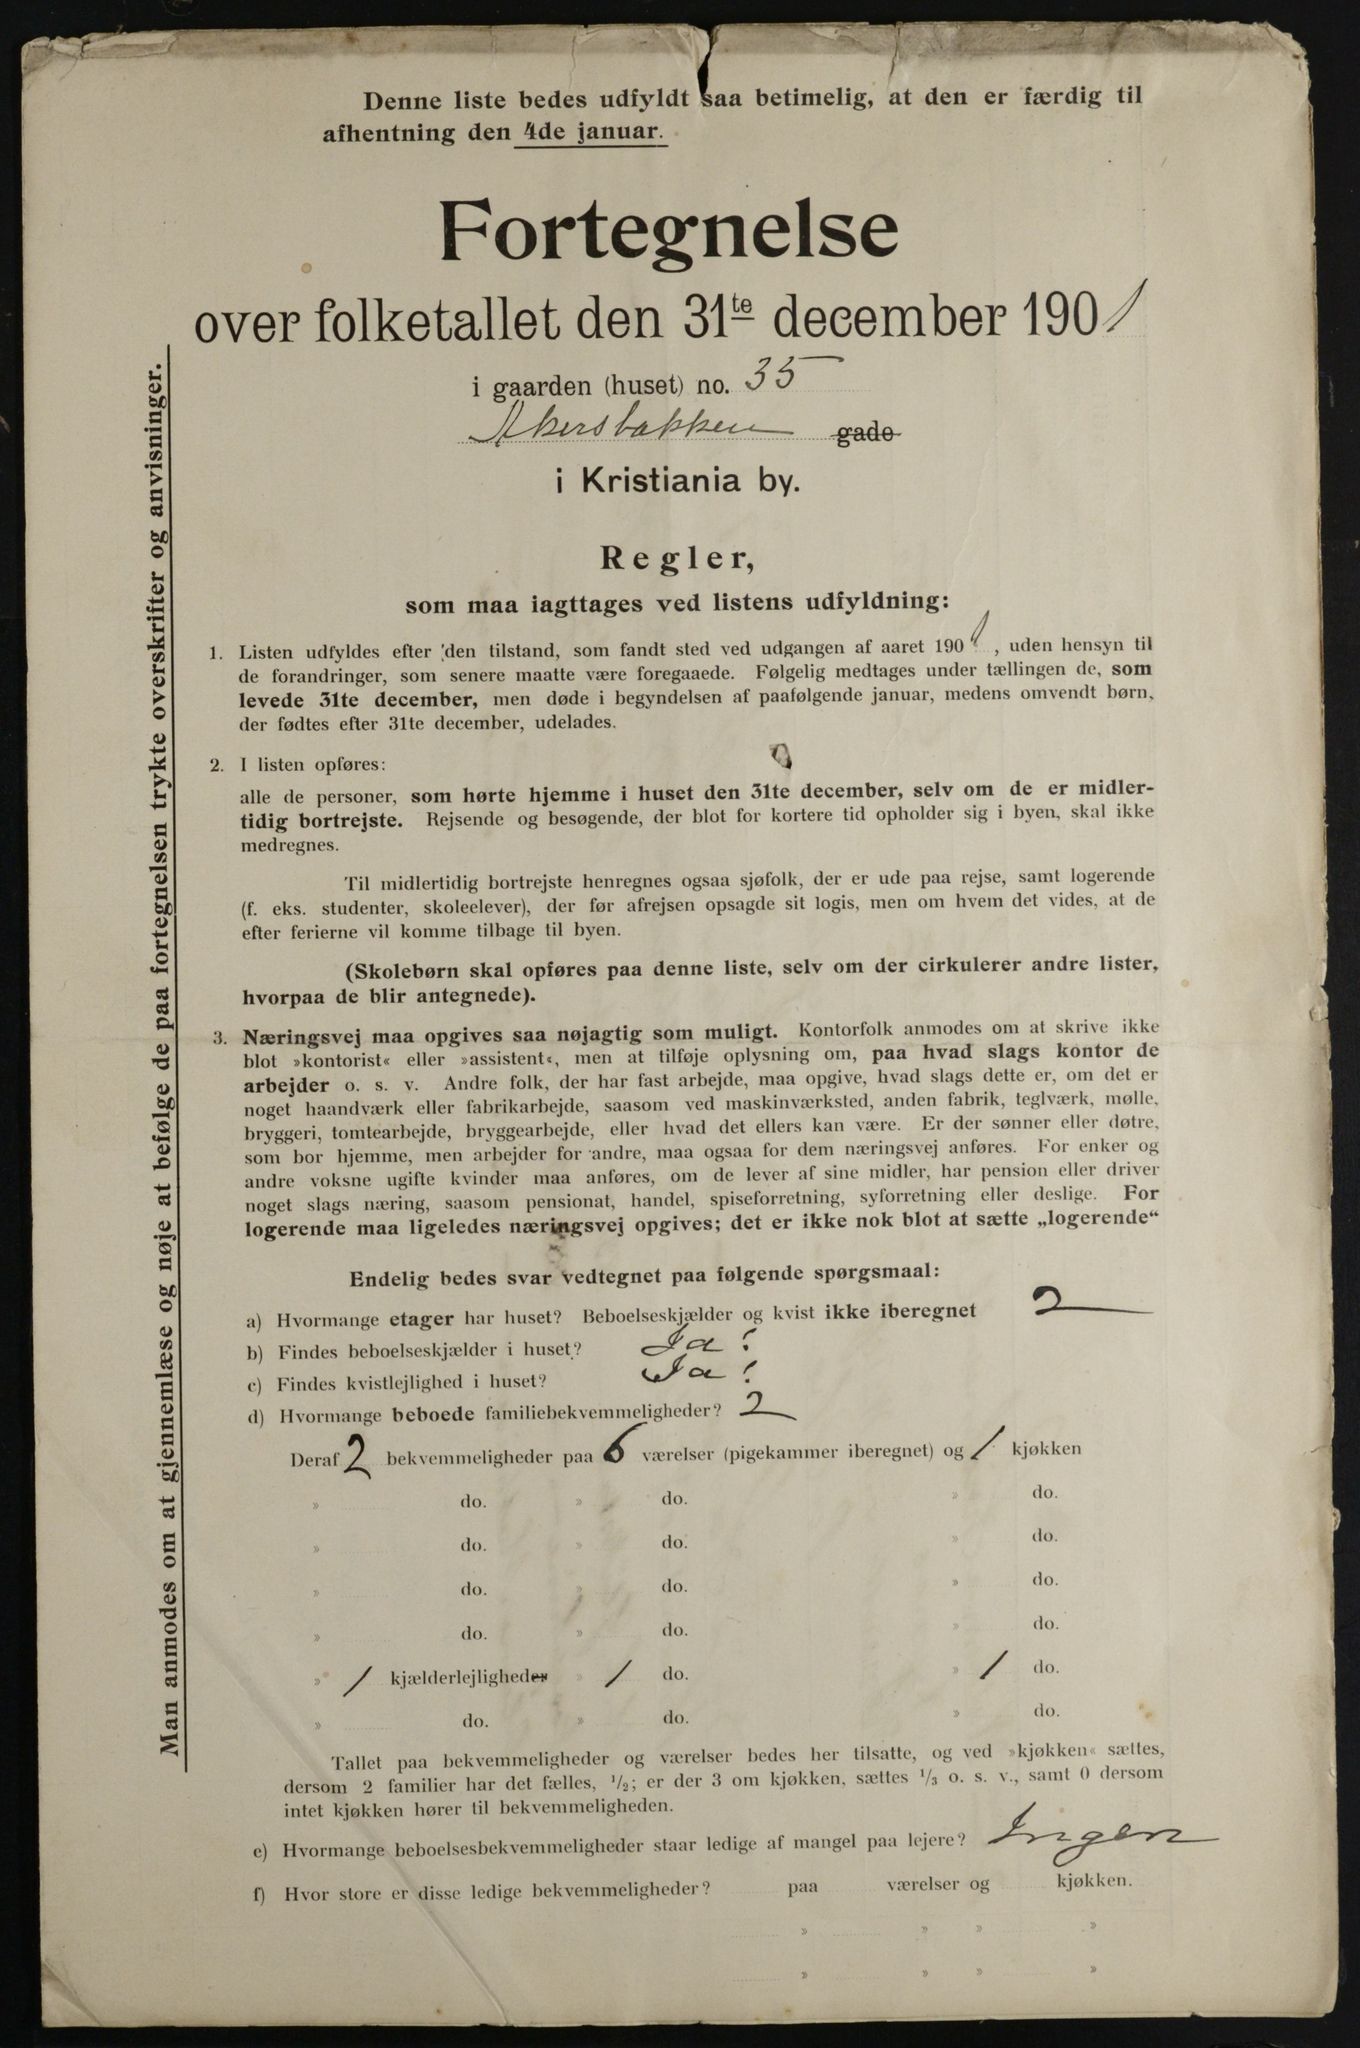 Denne liste bedes udfyldt saa betimelig, at den er færdig til
afhentning den 4de januar.
Fortegnelse
over folketallet den 31te december 1901
i gaarden (huset) no. 35
Akersbakken gade
i Kristiania by.
Regler,
som maa iagttages ved listens udfyldning:
1. Listen udfyldes efter den tilstand, som fandt sted ved udgangen af aaret 1901, uden hensyn til
de forandringer, som senere maatte være foregaaede. Følgelig medtages under tællingen de, som
levede 31te december, men døde i begyndelsen af paafølgende januar, medens omvendt børn,
der fødtes efter 31te december, udelades.
2. I listen opføres:
alle de personer, som hørte hjemme i huset den 31te december, selv om de er midler-
tidig bortrejste. Rejsende og besøgende, der blot for kortere tid opholder sig i byen, skal ikke
medregnes.
Til midlertidig bortrejste henregnes ogsaa sjøfolk, der er ude paa rejse, samt logerende
(f. eks. studenter, skoleelever), der før afrejsen opsagde sit logis, men om hvem det vides, at de
efter ferierne vil komme tilbage til byen.
(Skolebørn skal opføres paa denne liste, selv om der cirkulerer andre lister,
hvorpaa de blir antegnede).
3. Næringsvej maa opgives saa nøjagtig som muligt. Kontorfolk anmodes om at skrive ikke
blot »kontorist« eller »assistent«, men at tilføje oplysning om, paa hvad slags kontor de
arbejder o. s. v. Andre folk, der har fast arbejde, maa opgive, hvad slags dette er, om det er
noget haandværk eller fabrikarbejde, saasom ved maskinværksted, anden fabrik, teglværk, mølle,
bryggeri, tomtearbejde, bryggearbejde, eller hvad det ellers kan være. Er der sønner eller døtre,
som bor hjemme, men arbejder for andre, maa ogsaa for dem næringsvej anføres. For enker og
andre voksne ugifte kvinder maa anføres, om de lever af sine midler, har pension eller driver
noget slags næring, saasom pensionat, handel, spiseforretning, syforretning eller deslige. For
logerende maa ligeledes næringsvej opgives; det er ikke nok blot at sætte „logerende“
Endelig bedes svar vedtegnet paa følgende spørgsmaal:
a) Hvormange etager har huset? Beboelseskjælder og kvist ikke iberegnet 2
b) Findes beboelseskjælder i huset? Ja!
c) Findes kvistlejlighed i huset? Ja!
d) Hvormange beboede familiebekvemmeligheder? 2
Deraf 2 bekvemmeligheder paa 6 værelser (pigekammer iberegnet) og 1 kjøkken
» do. » do. » do.
» do. » do. » do.
» do. » do. » do.
» do. » do. » do.
» 1 kjælderlejligheder » 1 do. » 1 do.
» do. » do. » do.
Tallet paa bekvemmeligheder og værelser bedes her tilsatte, og ved »kjøkken« sættes,
dersom 2 familier har det fælles, 1/2; er der 3 om kjøkken, sættes 1/3 o. s. v., samt 0 dersom
intet kjøkken hører til bekvemmeligheden.
e) Hvormange beboelsesbekvemmeligheder staar ledige af mangel paa lejere? Ingen
f) Hvor store er disse ledige bekvemmeligheder? paa værelser og kjøkken.
» » » »
» » » »
Man anmodes om at gjennemlæse og nøje at befølge de paa fortegnelsen trykte overskrifter og anvisninger.